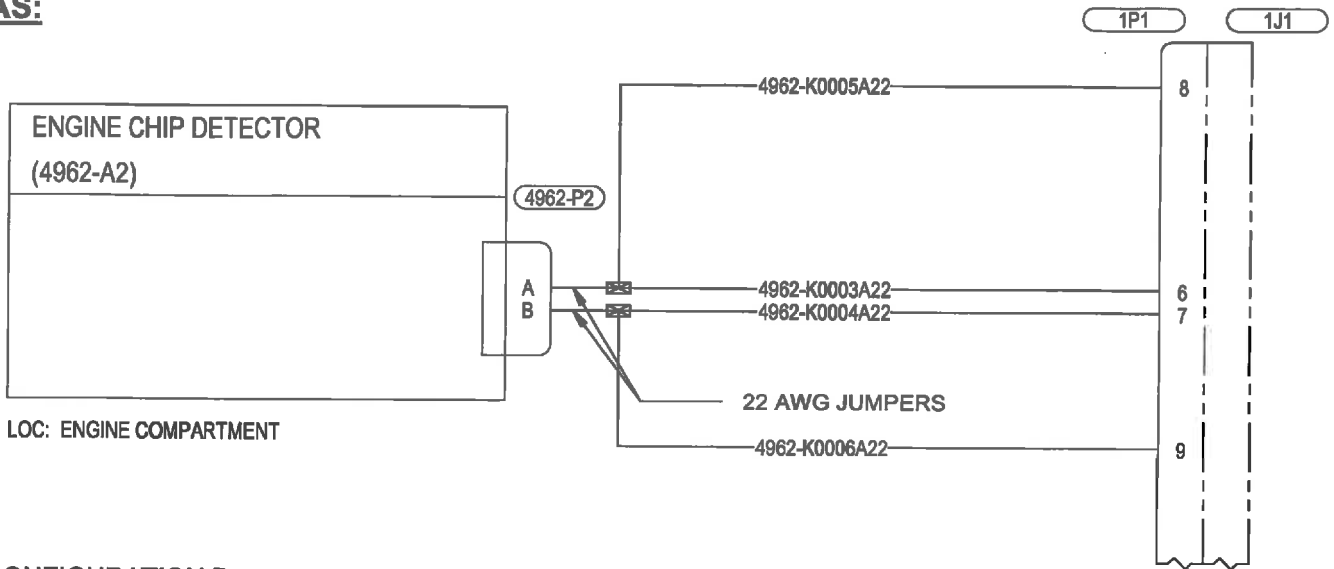 AS:
1P1 1J1
4962-K0005A22 8
ENGINE CHIP DETECTOR
(4962-A2)
4962-P2
A 4962-K0003A22 6
B 4962-K0004A22 7
22 AWG JUMPERS
LOC: ENGINE COMPARTMENT
4962-K0006A22 9